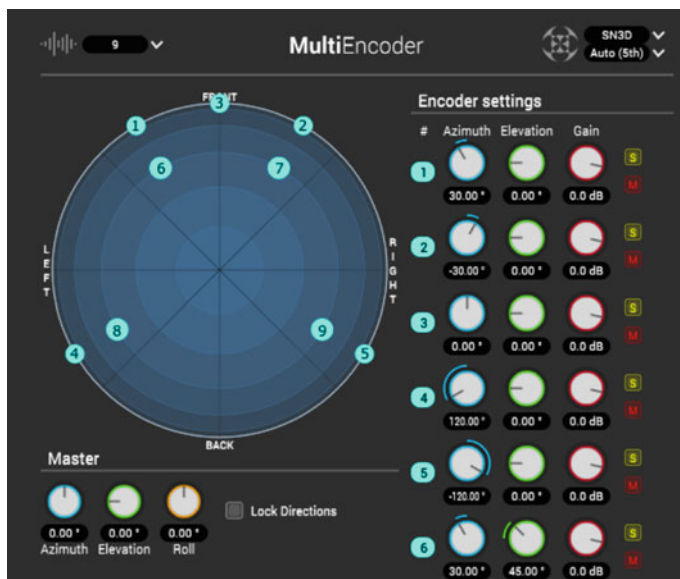 9
MultiEncoder
SN3D
Auto (5th)
FRONT
3
1
2
6
7
LEFT
RIGHT
8
9
4
5
BACK
Encoder settings
# Azimuth Elevation Gain
1
S
M
30.00 ° 0.00 ° 0.0 dB
2
S
M
-30.00 ° 0.00 ° 0.0 dB
3
S
M
0.00 ° 0.00 ° 0.0 dB
4
S
M
120.00 ° 0.00 ° 0.0 dB
5
S
M
-120.00 ° 0.00 ° 0.0 dB
6
S
M
30.00 ° 45.00 ° 0.0 dB
Master
0.00 ° 0.00 ° 0.00 °
Azimuth Elevation Roll
Lock Directions